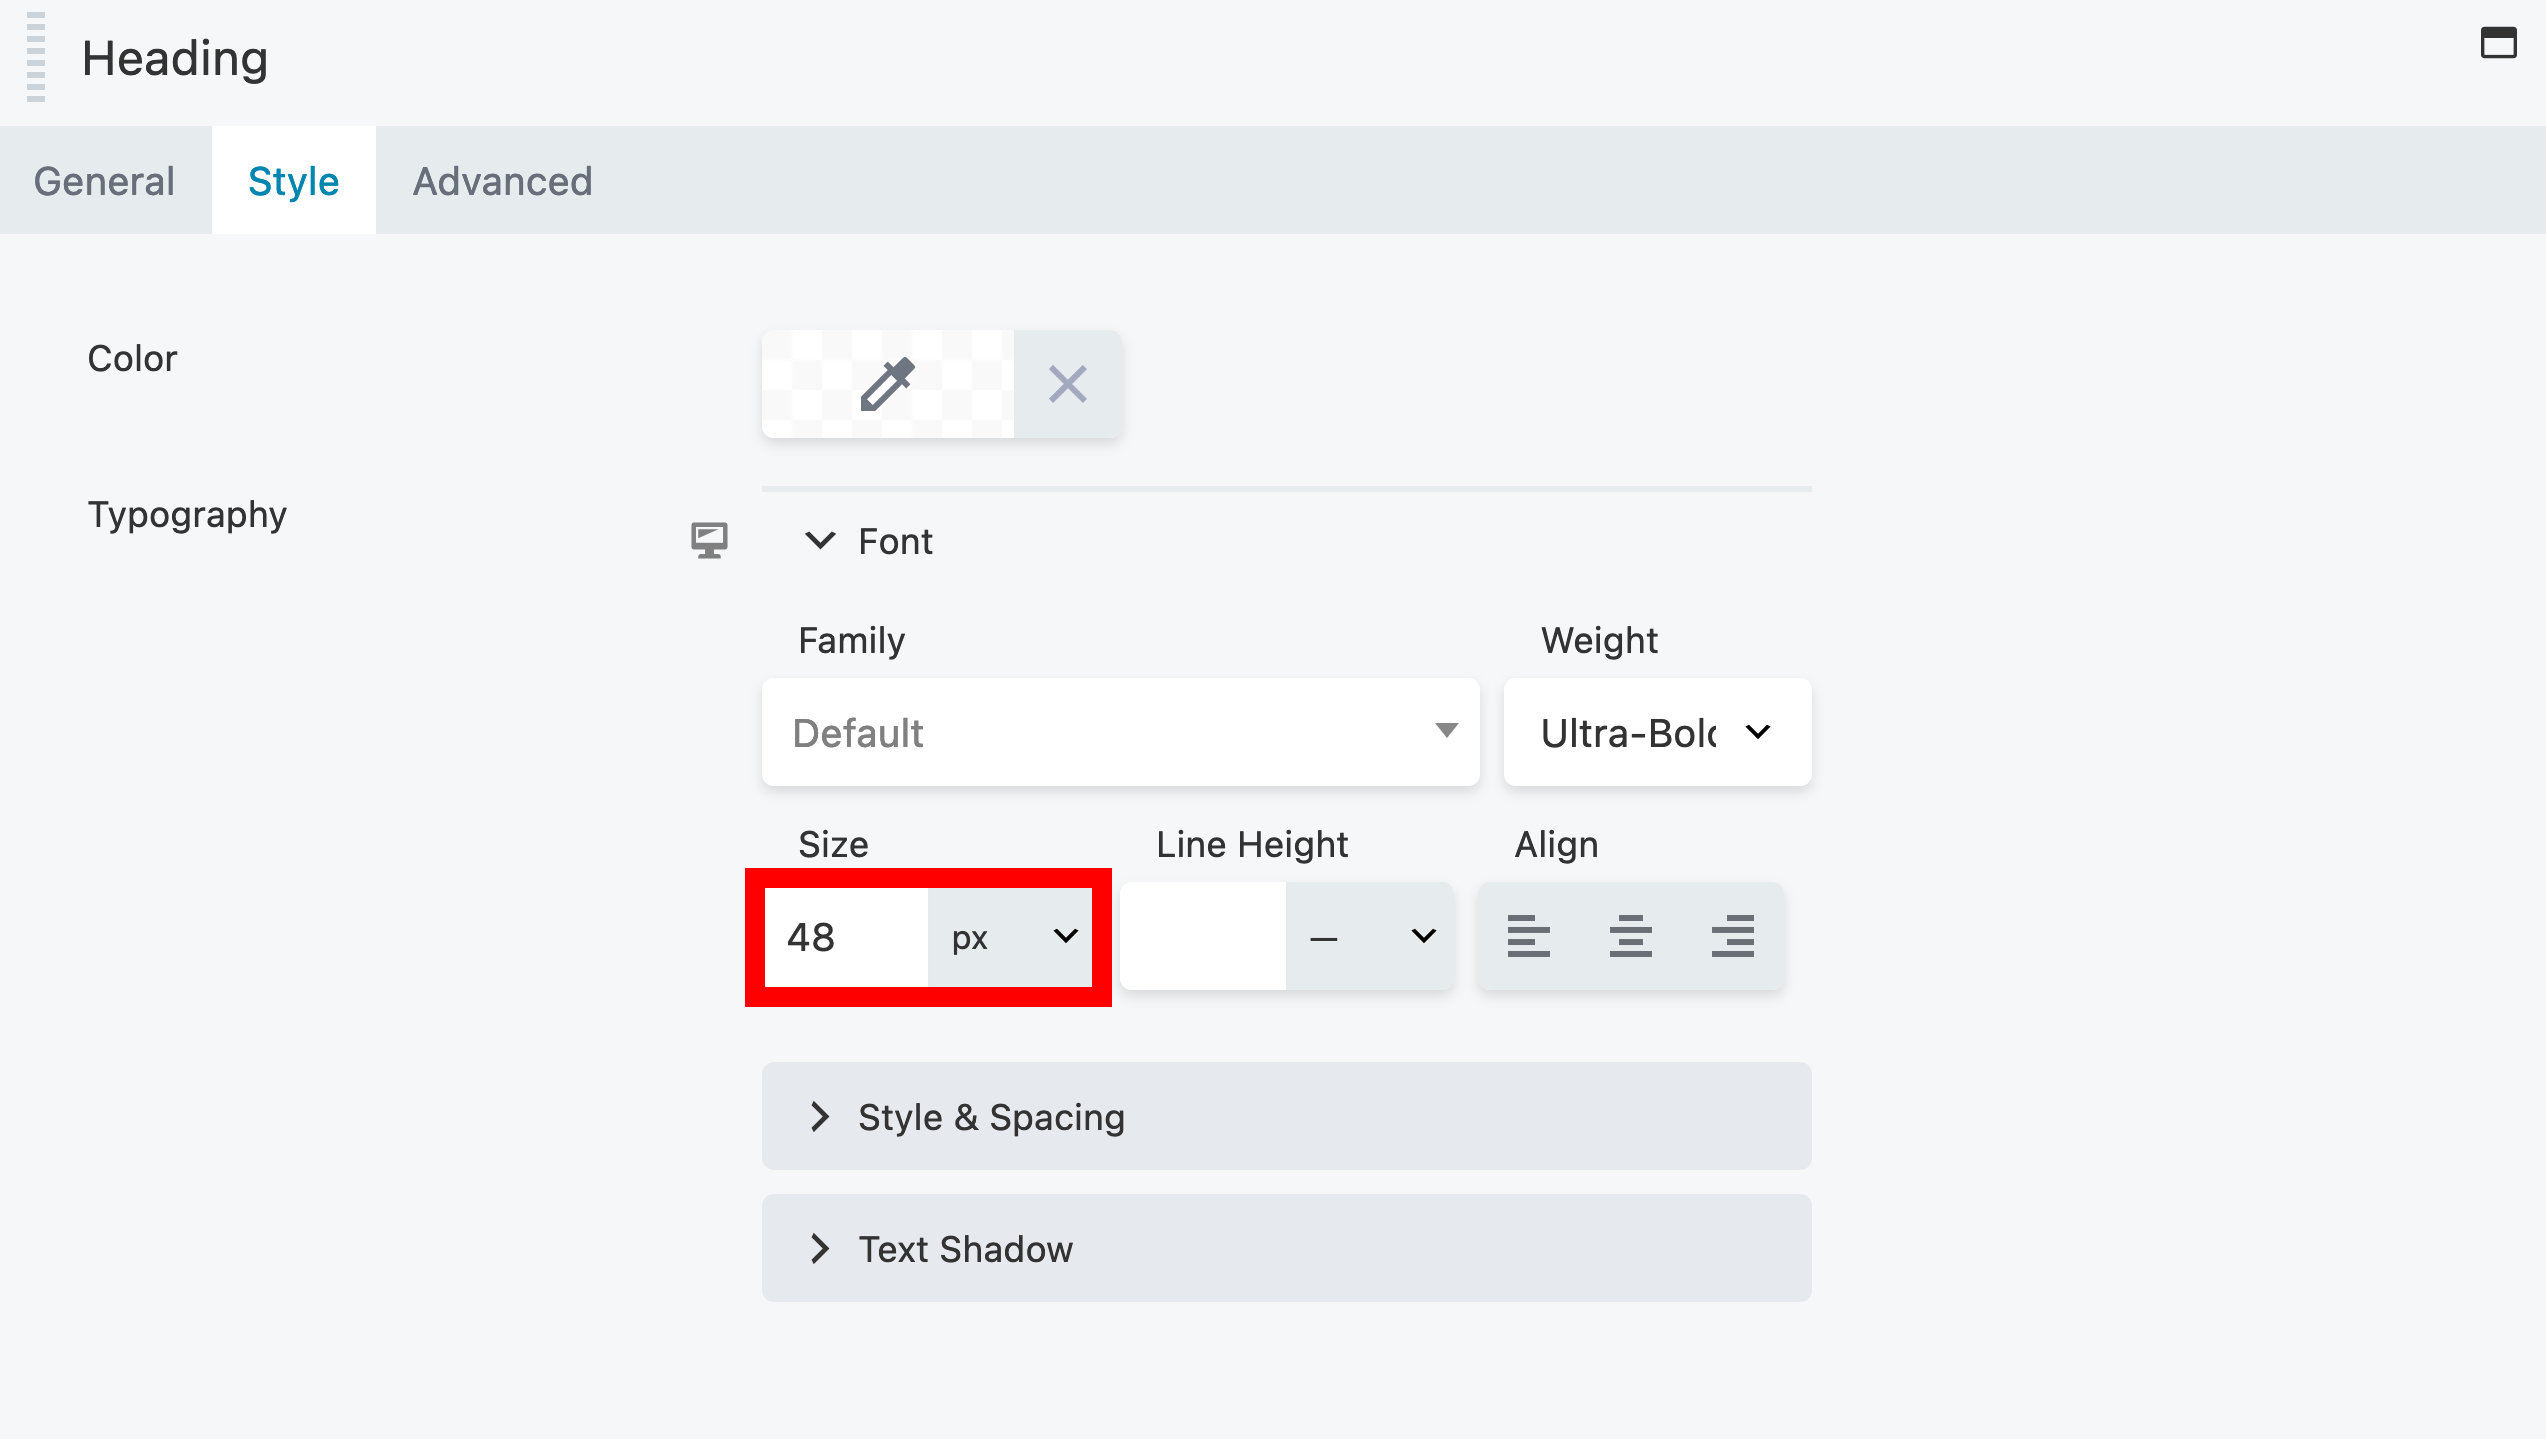 Heading
General Style Advanced
Color
Typography
Font
Family Weight
Default Ultra-Bold
Size Line Height Align
48 px —
Style & Spacing
Text Shadow